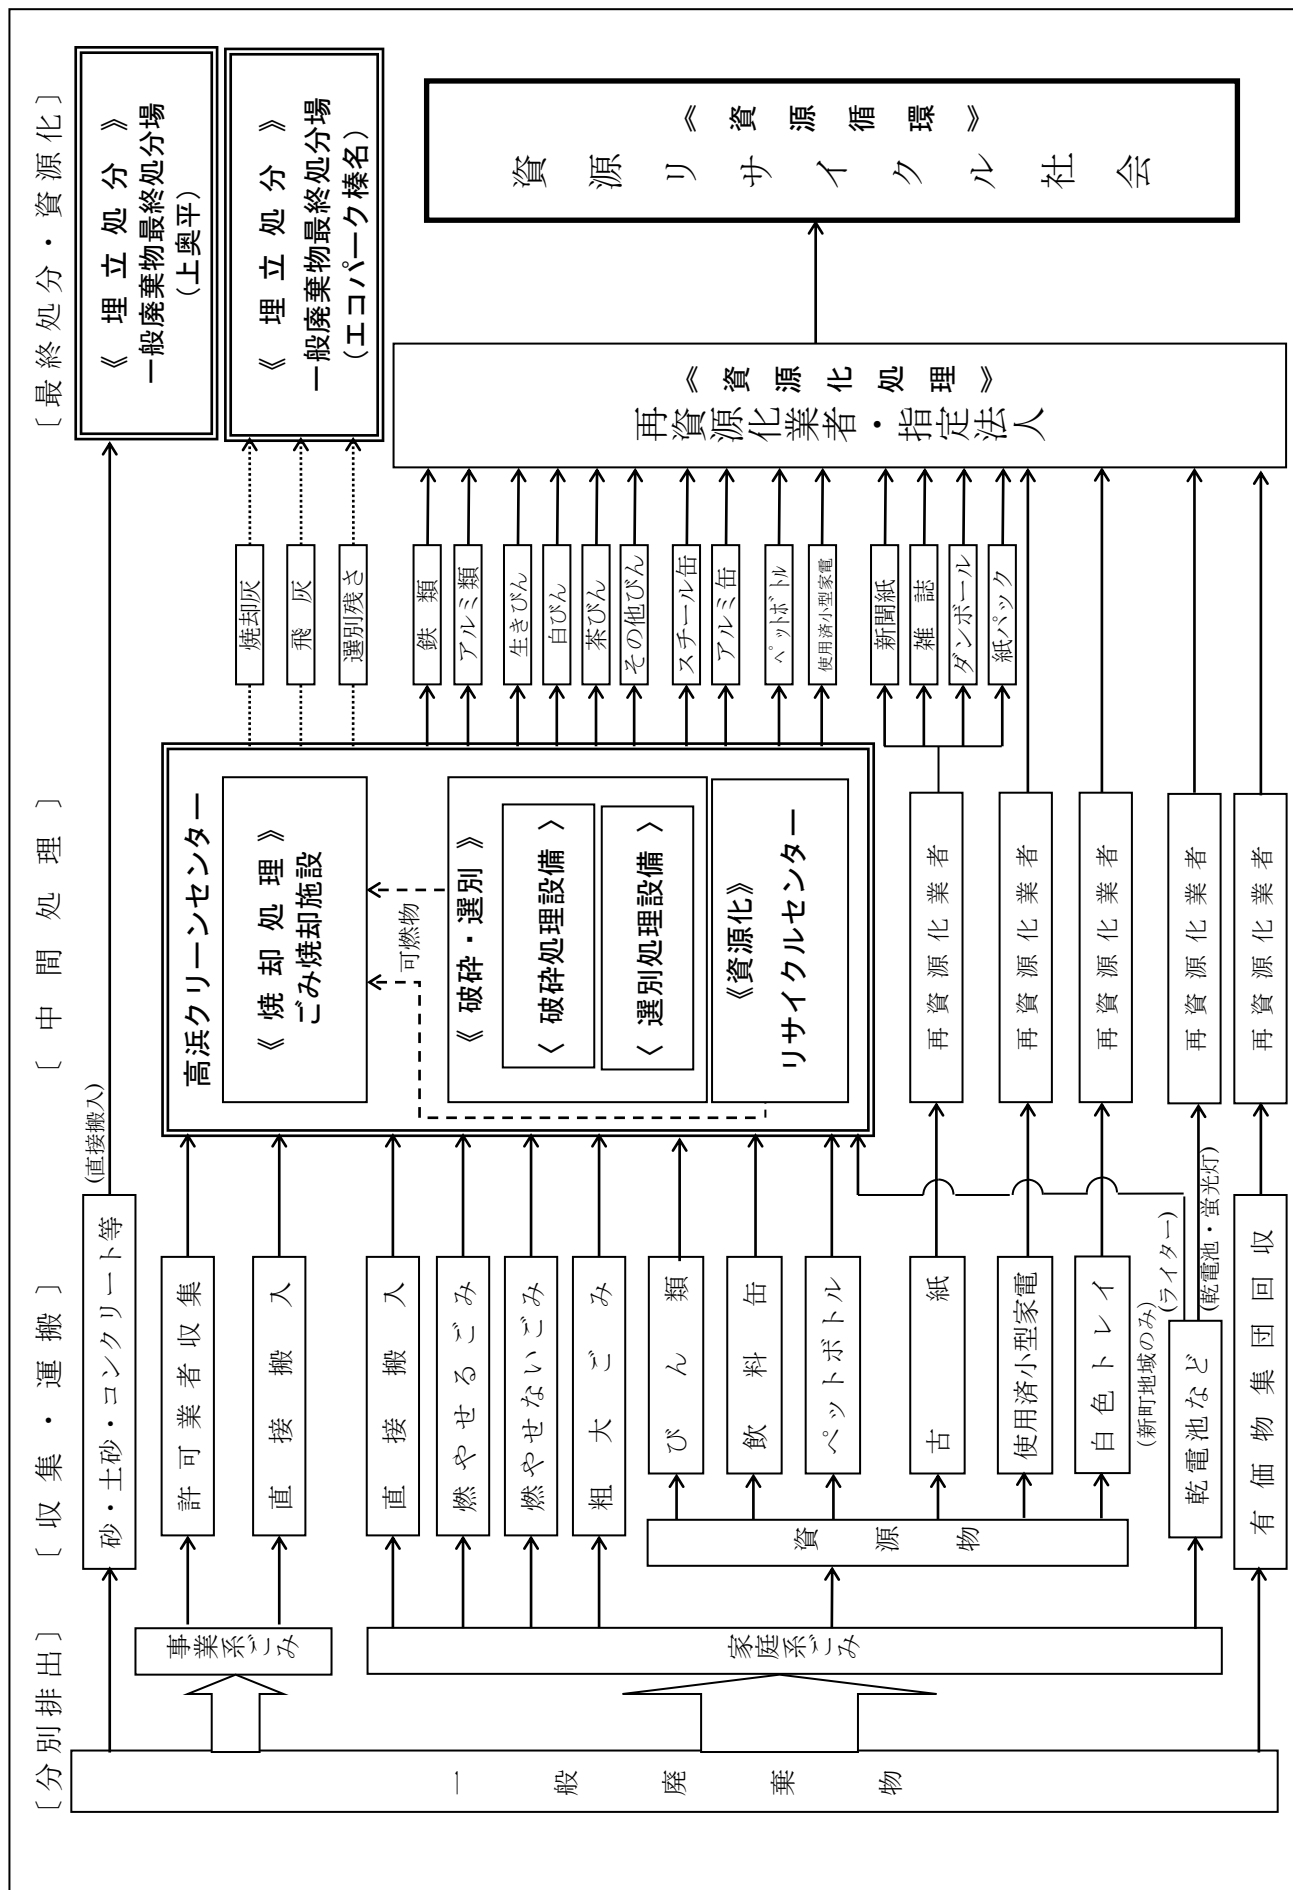 〔分別排出〕
〔収集・運搬〕
〔中間処理〕
〔最終処分・資源化〕
一般廃棄物
事業系ごみ
家庭系ごみ
砂・土砂・コンクリート等
(直接搬入)
許可業者収集
直接搬入
直接搬入
燃やせるごみ
燃やせないごみ
粗大ごみ
資源物
びん類
飲料缶
ペットボトル
古紙
使用済小型家電
白色トレイ
(新町地域のみ)
乾電池など
(ライター)
(乾電池・蛍光灯)
有価物集団回収
高浜クリーンセンター
《焼却処理》
ごみ焼却施設
可燃物
《破砕・選別》
〈破砕処理設備〉
〈選別処理設備〉
《資源化》
リサイクルセンター
再資源化業者
再資源化業者
再資源化業者
再資源化業者
再資源化業者
焼却灰
飛灰
選別残さ
鉄類
アルミ類
生きびん
白びん
茶びん
その他びん
スチール缶
アルミ缶
ペットボトル
使用済小型家電
新聞紙
雑誌
ダンボール
紙パック
《埋立処分》
一般廃棄物最終処分場
(上奥平)
《埋立処分》
一般廃棄物最終処分場
(エコパーク榛名)
《資源化処理》
再資源化業者・指定法人
《資源循環》
資源リサイクル社会